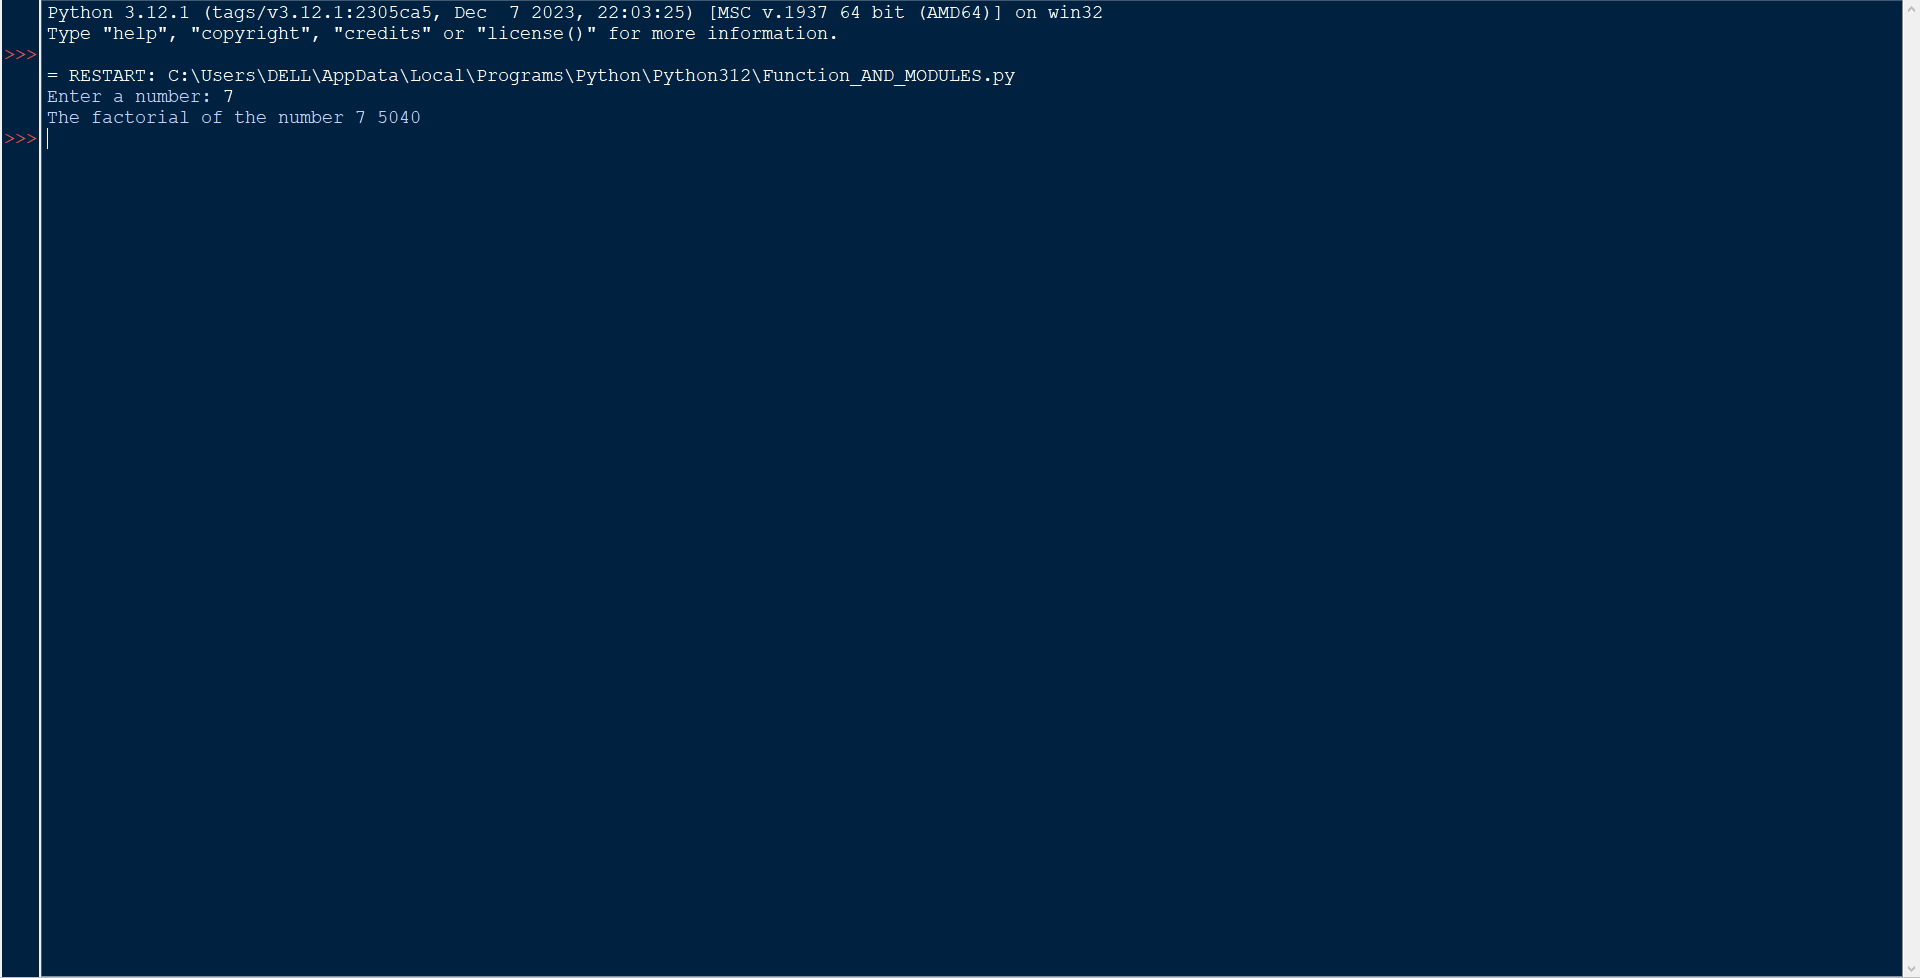 Python 3.12.1 (tags/v3.12.1:2305ca5, Dec  7 2023, 22:03:25) [MSC v.1937 64 bit (AMD64)] on win32
Type "help", "copyright", "credits" or "license()" for more information.
>>>
= RESTART: C:\Users\DELL\AppData\Local\Programs\Python\Python312\Function_AND_MODULES.py
Enter a number: 7
The factorial of the number 7 5040
>>>